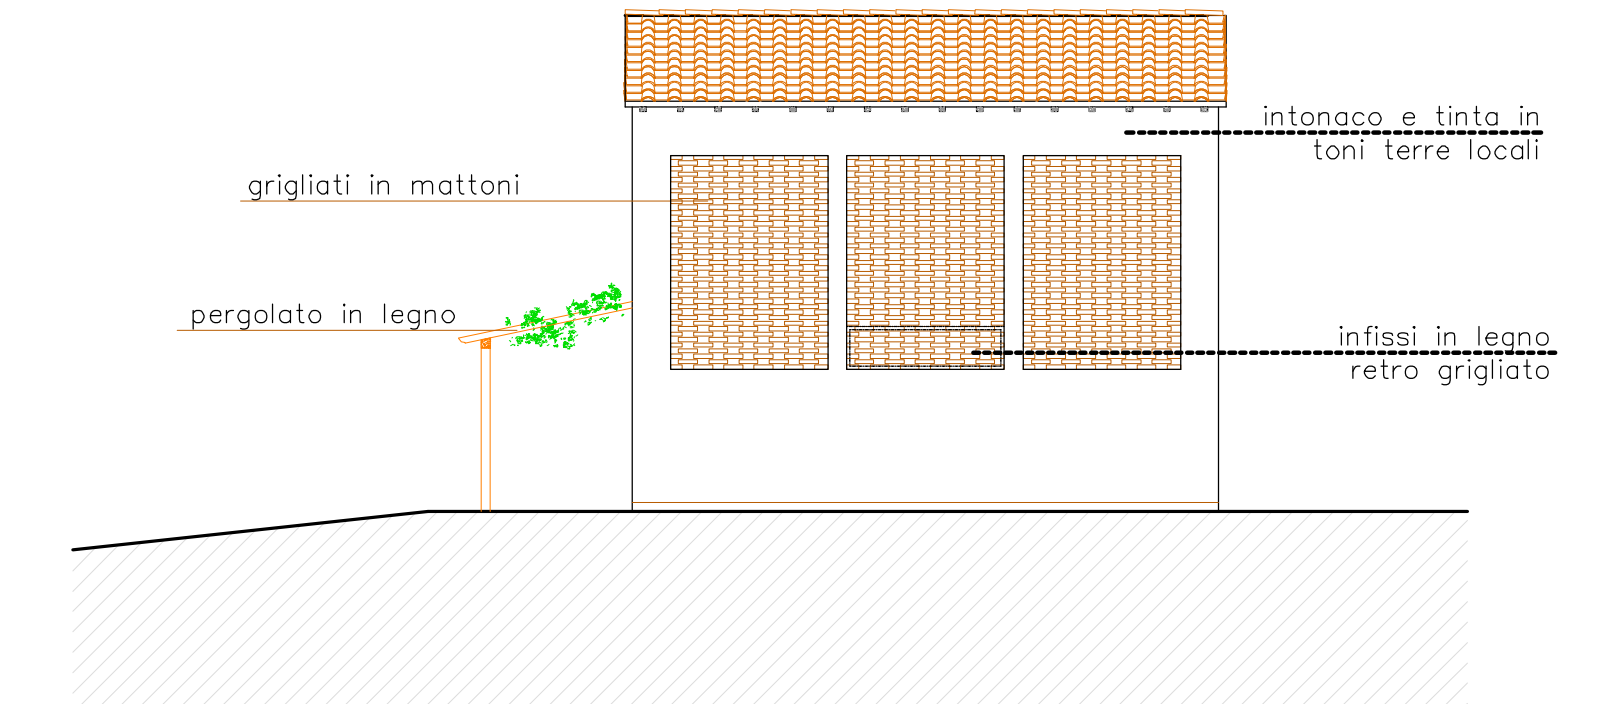 intonaco e tinta in
toni terre locali
grigliati in mattoni
pergolato in legno
infissi in legno
retro grigliato